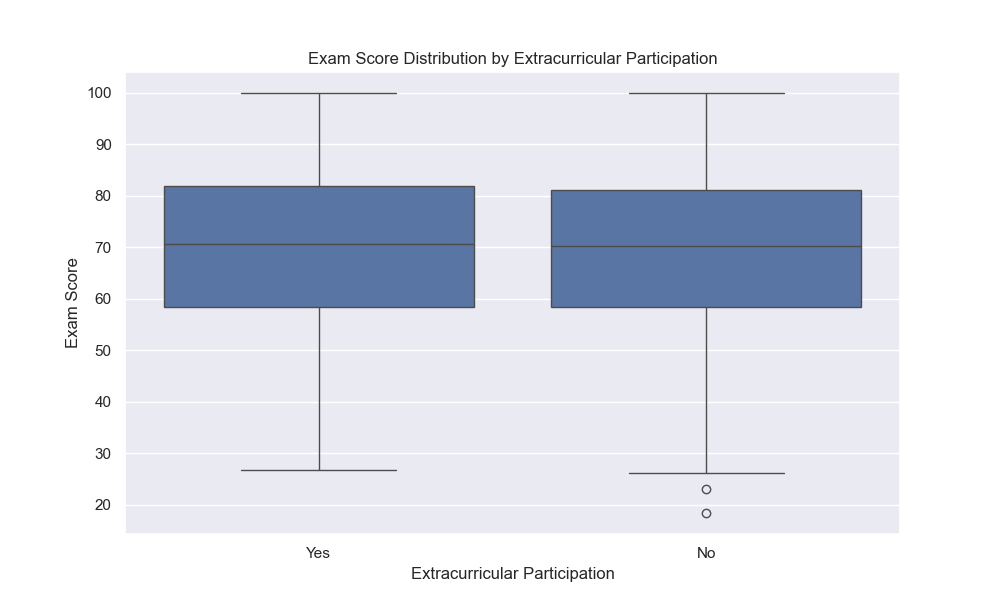 Exam Score Distribution by Extracurricular Participation
100
90
80
70
60
50
40
30
20
Exam Score
Yes
No
Extracurricular Participation